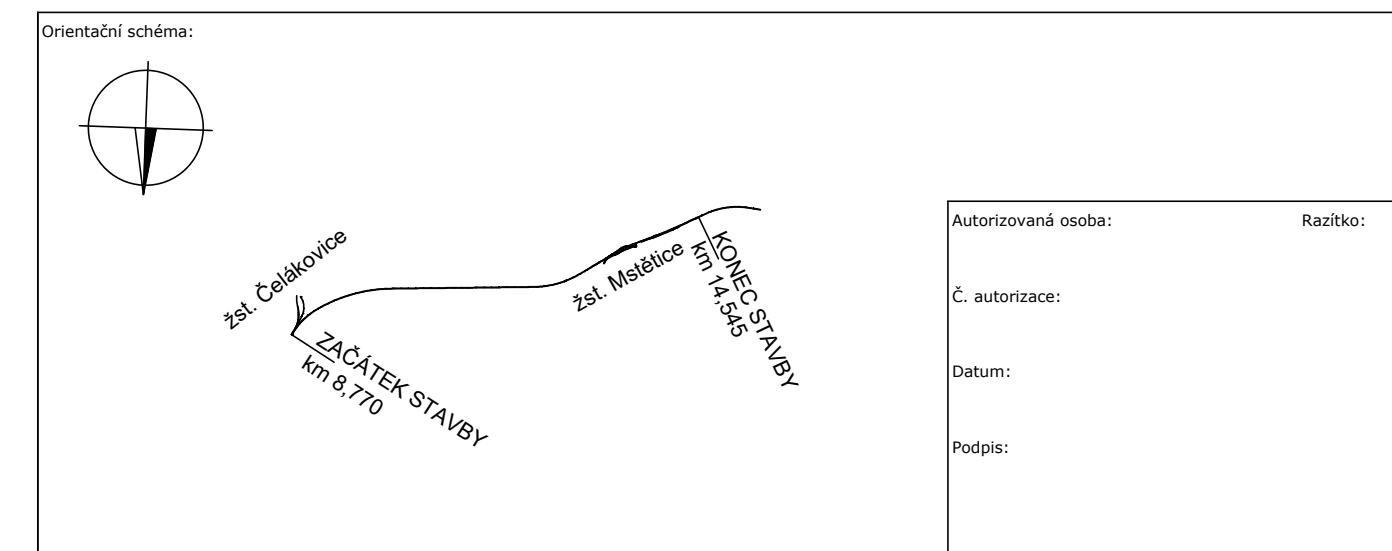 Orientační schéma:
žst. Čelákovice
ZAČÁTEK STAVBY
km 8,770
žst. Mstětice
KONEC STAVBY
km 14,545
Autorizovaná osoba: Razítko:
Č. autorizace:
Datum:
Podpis: